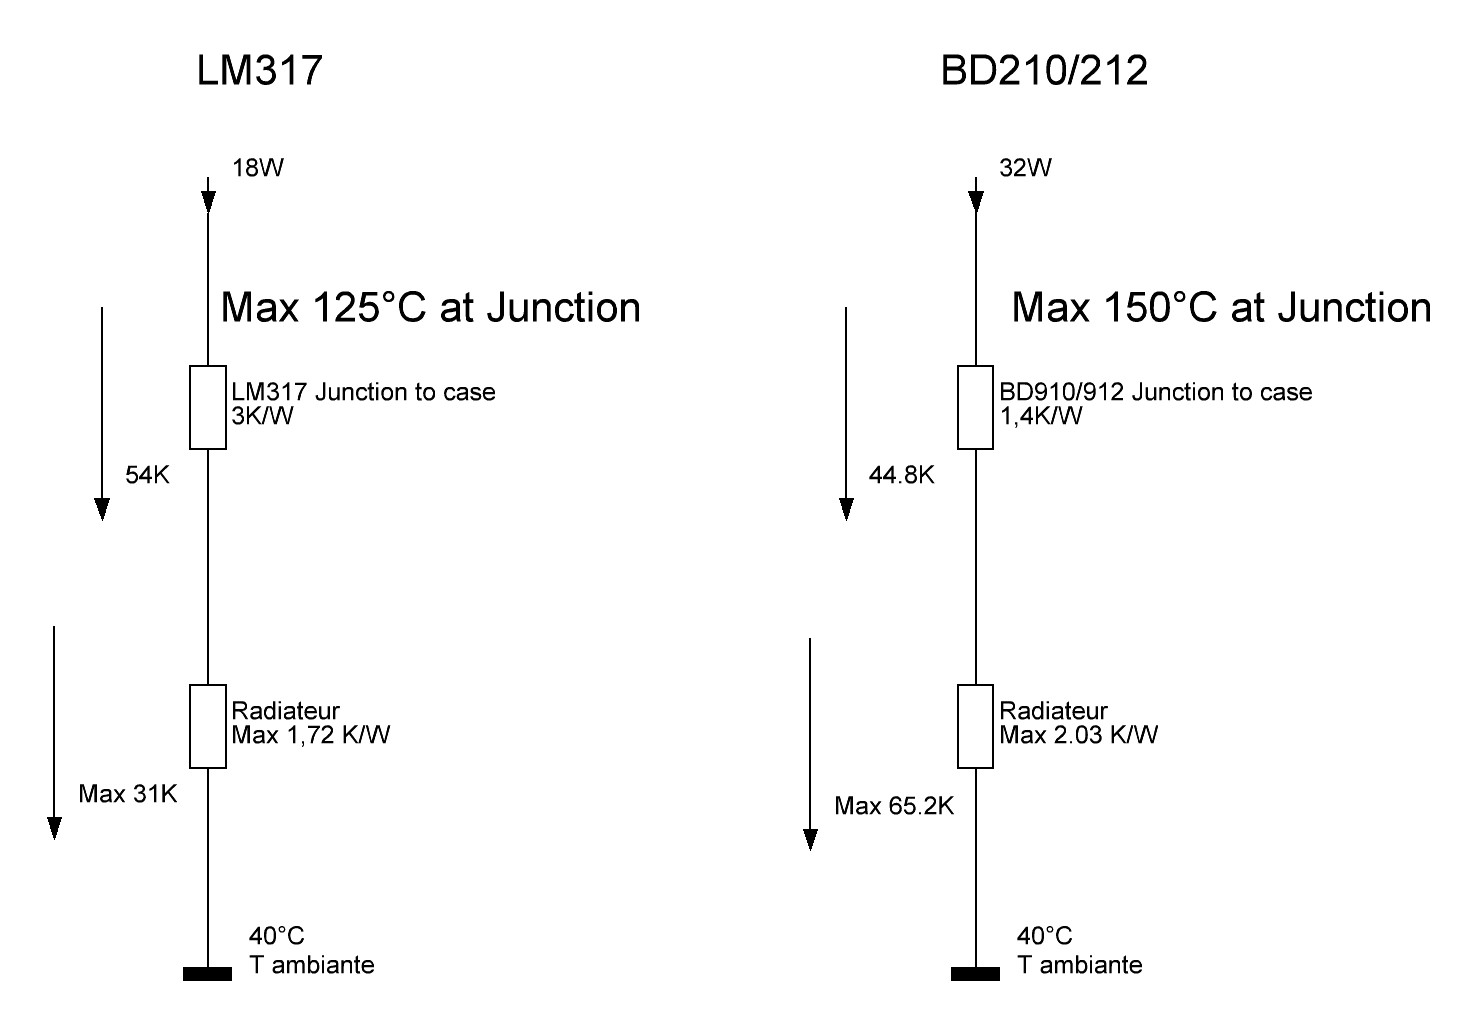 LM317
18W
Max 125°C at Junction
LM317 Junction to case
3K/W
54K
Radiateur
Max 1,72 K/W
Max 31K
40°C
T ambiante
BD210/212
32W
Max 150°C at Junction
BD910/912 Junction to case
1,4K/W
44.8K
Radiateur
Max 2.03 K/W
Max 65.2K
40°C
T ambiante